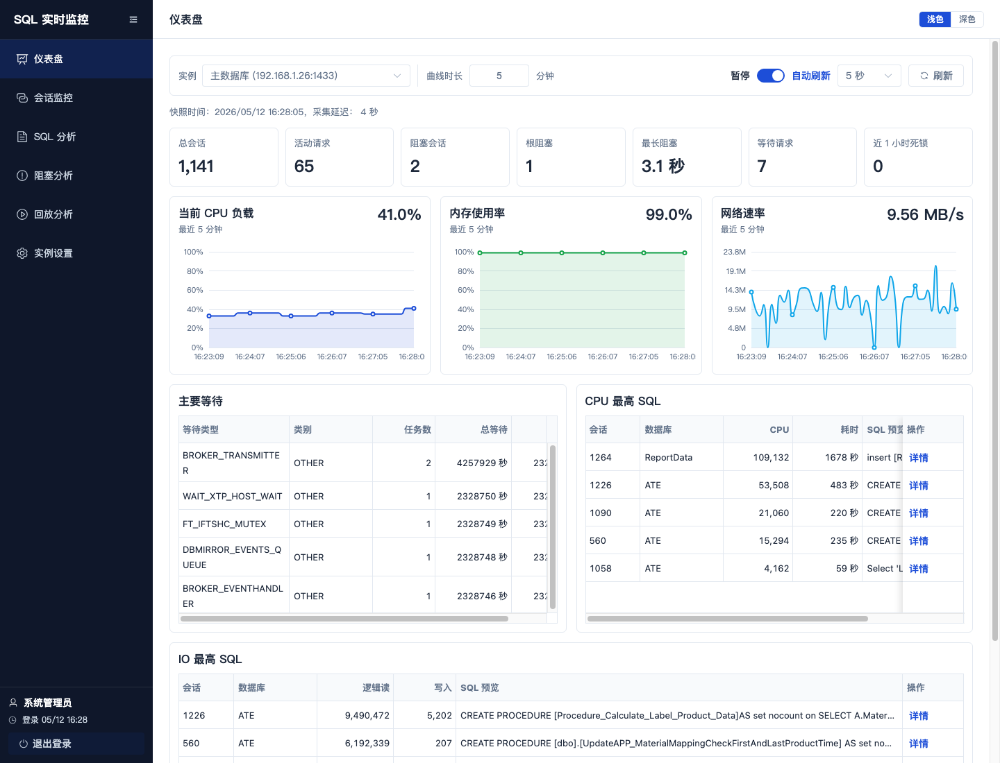 SQL 实时监控
仪表盘
会话监控
SQL 分析
阻塞分析
回放分析
实例设置
系统管理员
登录 05/12 16:28
退出登录
仪表盘
浅色 深色
实例 主数据库 (192.168.1.26:1433) 曲线时长 5 分钟 暂停 自动刷新 5 秒 刷新
快照时间：2026/05/12 16:28:05，采集延迟： 4 秒
总会话 活动请求 阻塞会话 根阻塞 最长阻塞 等待请求 近 1 小时死锁
1,141 65 2 1 3.1 秒 7 0
当前 CPU 负载 41.0%
最近 5 分钟
100%
80%
60%
40%
20%
0%
16:23:09 16:24:07 16:25:06 16:26:07 16:27:05 16:28:0
内存使用率 99.0%
最近 5 分钟
100%
80%
60%
40%
20%
0%
16:23:09 16:24:07 16:25:06 16:26:07 16:27:05 16:28:0
网络速率 9.56 MB/s
最近 5 分钟
23.8M
19.1M
14.3M
9.5M
4.8M
0
16:23:09 16:24:07 16:25:06 16:26:07 16:27:05 16:28:0
主要等待
等待类型 类别 任务数 总等待
BROKER_TRANSMITTE
R OTHER 2 4257929 秒 232
WAIT_XTP_HOST_WAIT OTHER 1 2328750 秒 232
FT_IFTSHC_MUTEX OTHER 1 2328749 秒 232
DBMIRROR_EVENTS_Q
UEUE OTHER 1 2328748 秒 232
BROKER_EVENTHANDL
ER OTHER 1 2328746 秒 232
CPU 最高 SQL
会话 数据库 CPU 耗时 SQL 预览 操作
1264 ReportData 109,132 1678 秒 insert [R 详情
1226 ATE 53,508 483 秒 CREATE 详情
1090 ATE 21,060 220 秒 CREATE 详情
560 ATE 15,294 235 秒 CREATE 详情
1058 ATE 4,162 59 秒 Select 'L 详情
IO 最高 SQL
会话 数据库 逻辑读 写入 SQL 预览 操作
1226 ATE 9,490,472 5,202 CREATE PROCEDURE [Procedure_Calculate_Label_Product_Data]AS set nocount on SELECT A.Mater... 详情
560 ATE 6,192,339 207 CREATE PROCEDURE [dbo].[UpdateAPP_MaterialMappingCheckFirstAndLastProductTime] AS set no... 详情